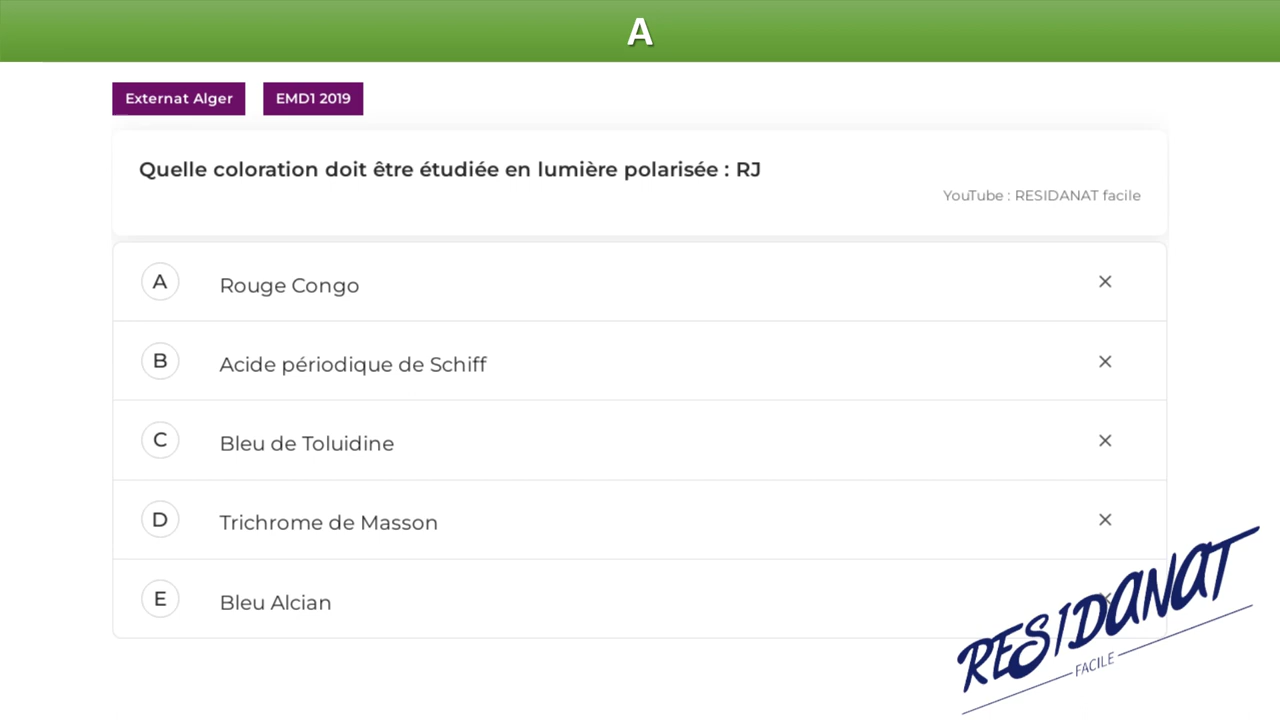 A
Externat Alger
EMD1 2019
Quelle coloration doit être étudiée en lumière polarisée : RJ
YouTube : RESIDANAT facile
A
Rouge Congo
B
Acide périodique de Schiff
C
Bleu de Toluidine
D
Trichrome de Masson
E
Bleu Alcian
RESIDANAT
FACILE